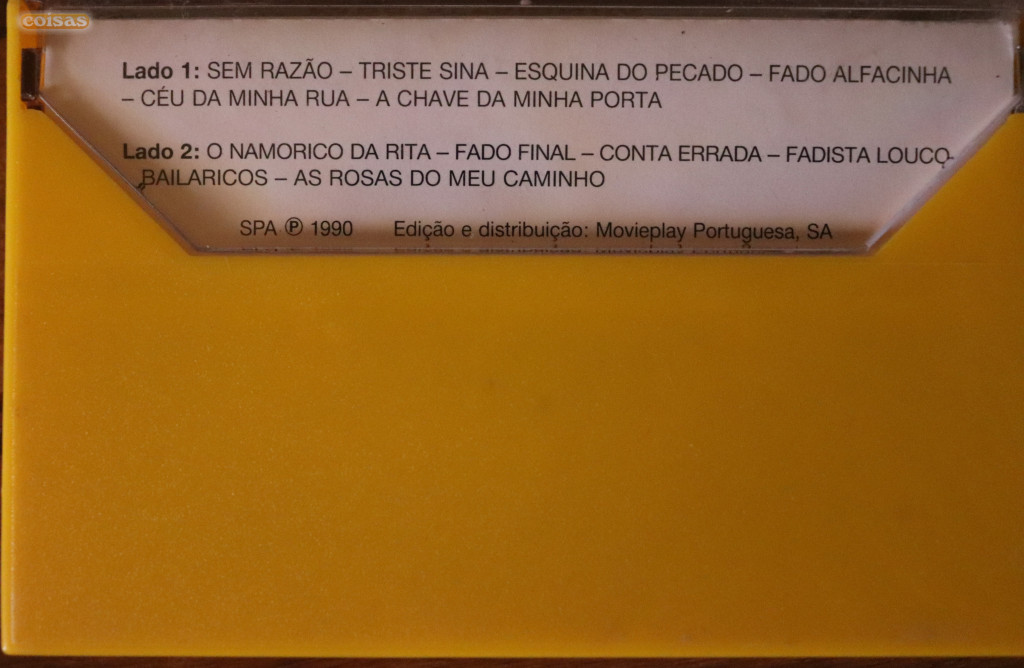 coisas
Lado 1: SEM RAZÃO – TRISTE SINA – ESQUINA DO PECADO – FADO ALFACINHA
– CÉU DA MINHA RUA – A CHAVE DA MINHA PORTA
Lado 2: O NAMORICO DA RITA – FADO FINAL – CONTA ERRADA – FADISTA LOUCO-
BAILARICOS – AS ROSAS DO MEU CAMINHO
SPA ℗ 1990 Edição e distribuição: Movieplay Portuguesa, SA